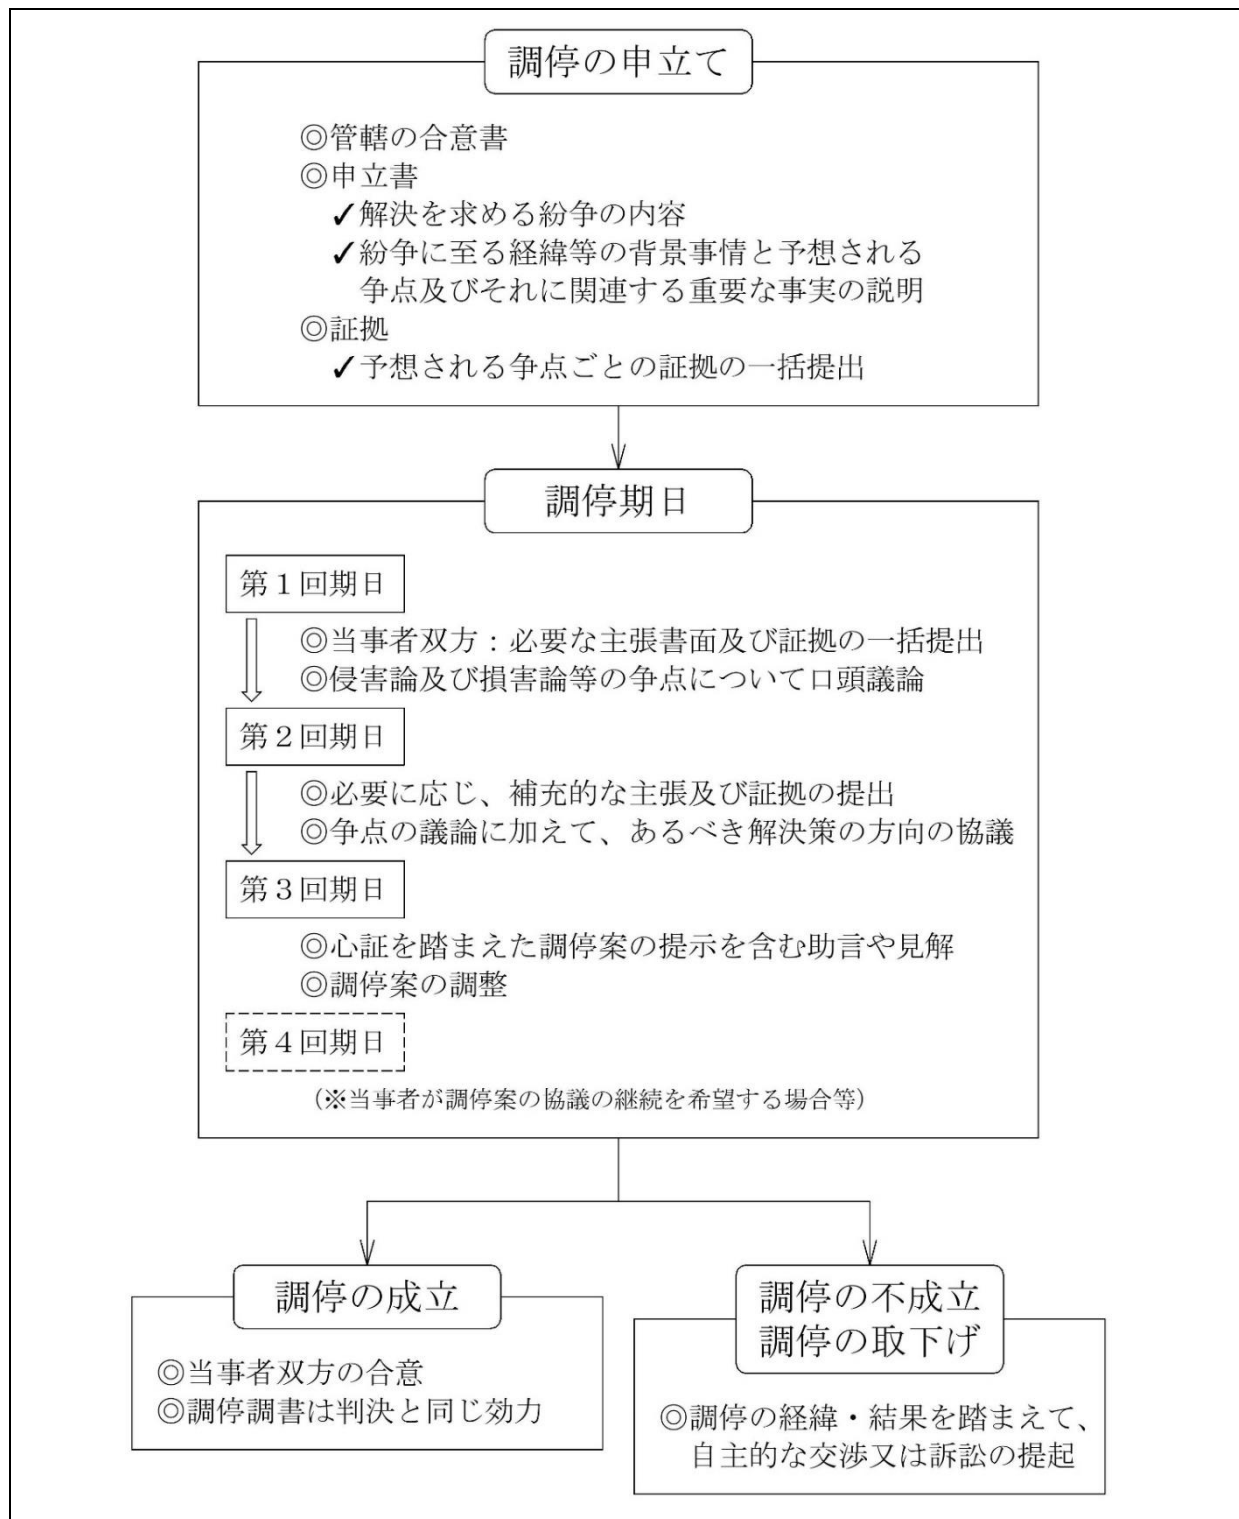 調停の申立て
◎管轄の合意書
◎申立書
✓解決を求める紛争の内容
✓紛争に至る経緯等の背景事情と予想される
争点及びそれに関連する重要な事実の説明
◎証拠
✓予想される争点ごとの証拠の一括提出
調停期日
第1回期日
◎当事者双方：必要な主張書面及び証拠の一括提出
◎侵害論及び損害論等の争点について口頭議論
第2回期日
◎必要に応じ、補充的な主張及び証拠の提出
◎争点の議論に加えて、あるべき解決策の方向の協議
第3回期日
◎心証を踏まえた調停案の提示を含む助言や見解
◎調停案の調整
第4回期日
（※当事者が調停案の協議の継続を希望する場合等）
調停の成立
◎当事者双方の合意
◎調停調書は判決と同じ効力
調停の不成立
調停の取下げ
◎調停の経緯・結果を踏まえて、
自主的な交渉又は訴訟の提起